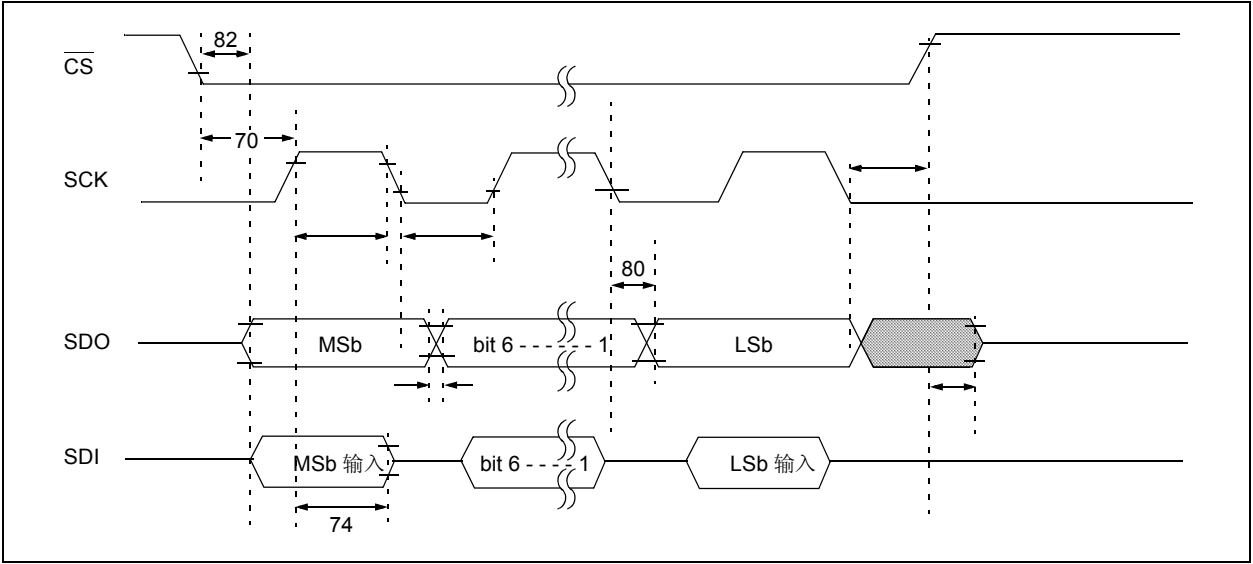 82
CS
70
SCK
80
SDO
MSb
bit 6 - - - - - - 1
LSb
SDI
MSb 输入
bit 6 - - - - 1
LSb 输入
74